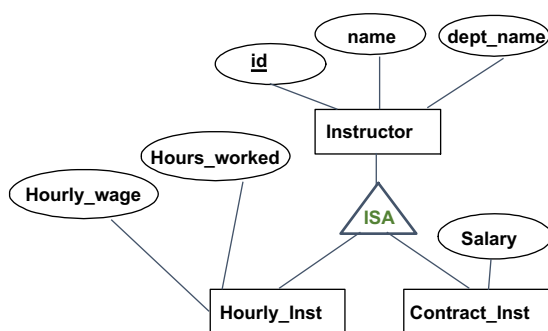 name
dept_name
id
Instructor
Hours_worked
Hourly_wage
ISA
Salary
Hourly_Inst
Contract_Inst